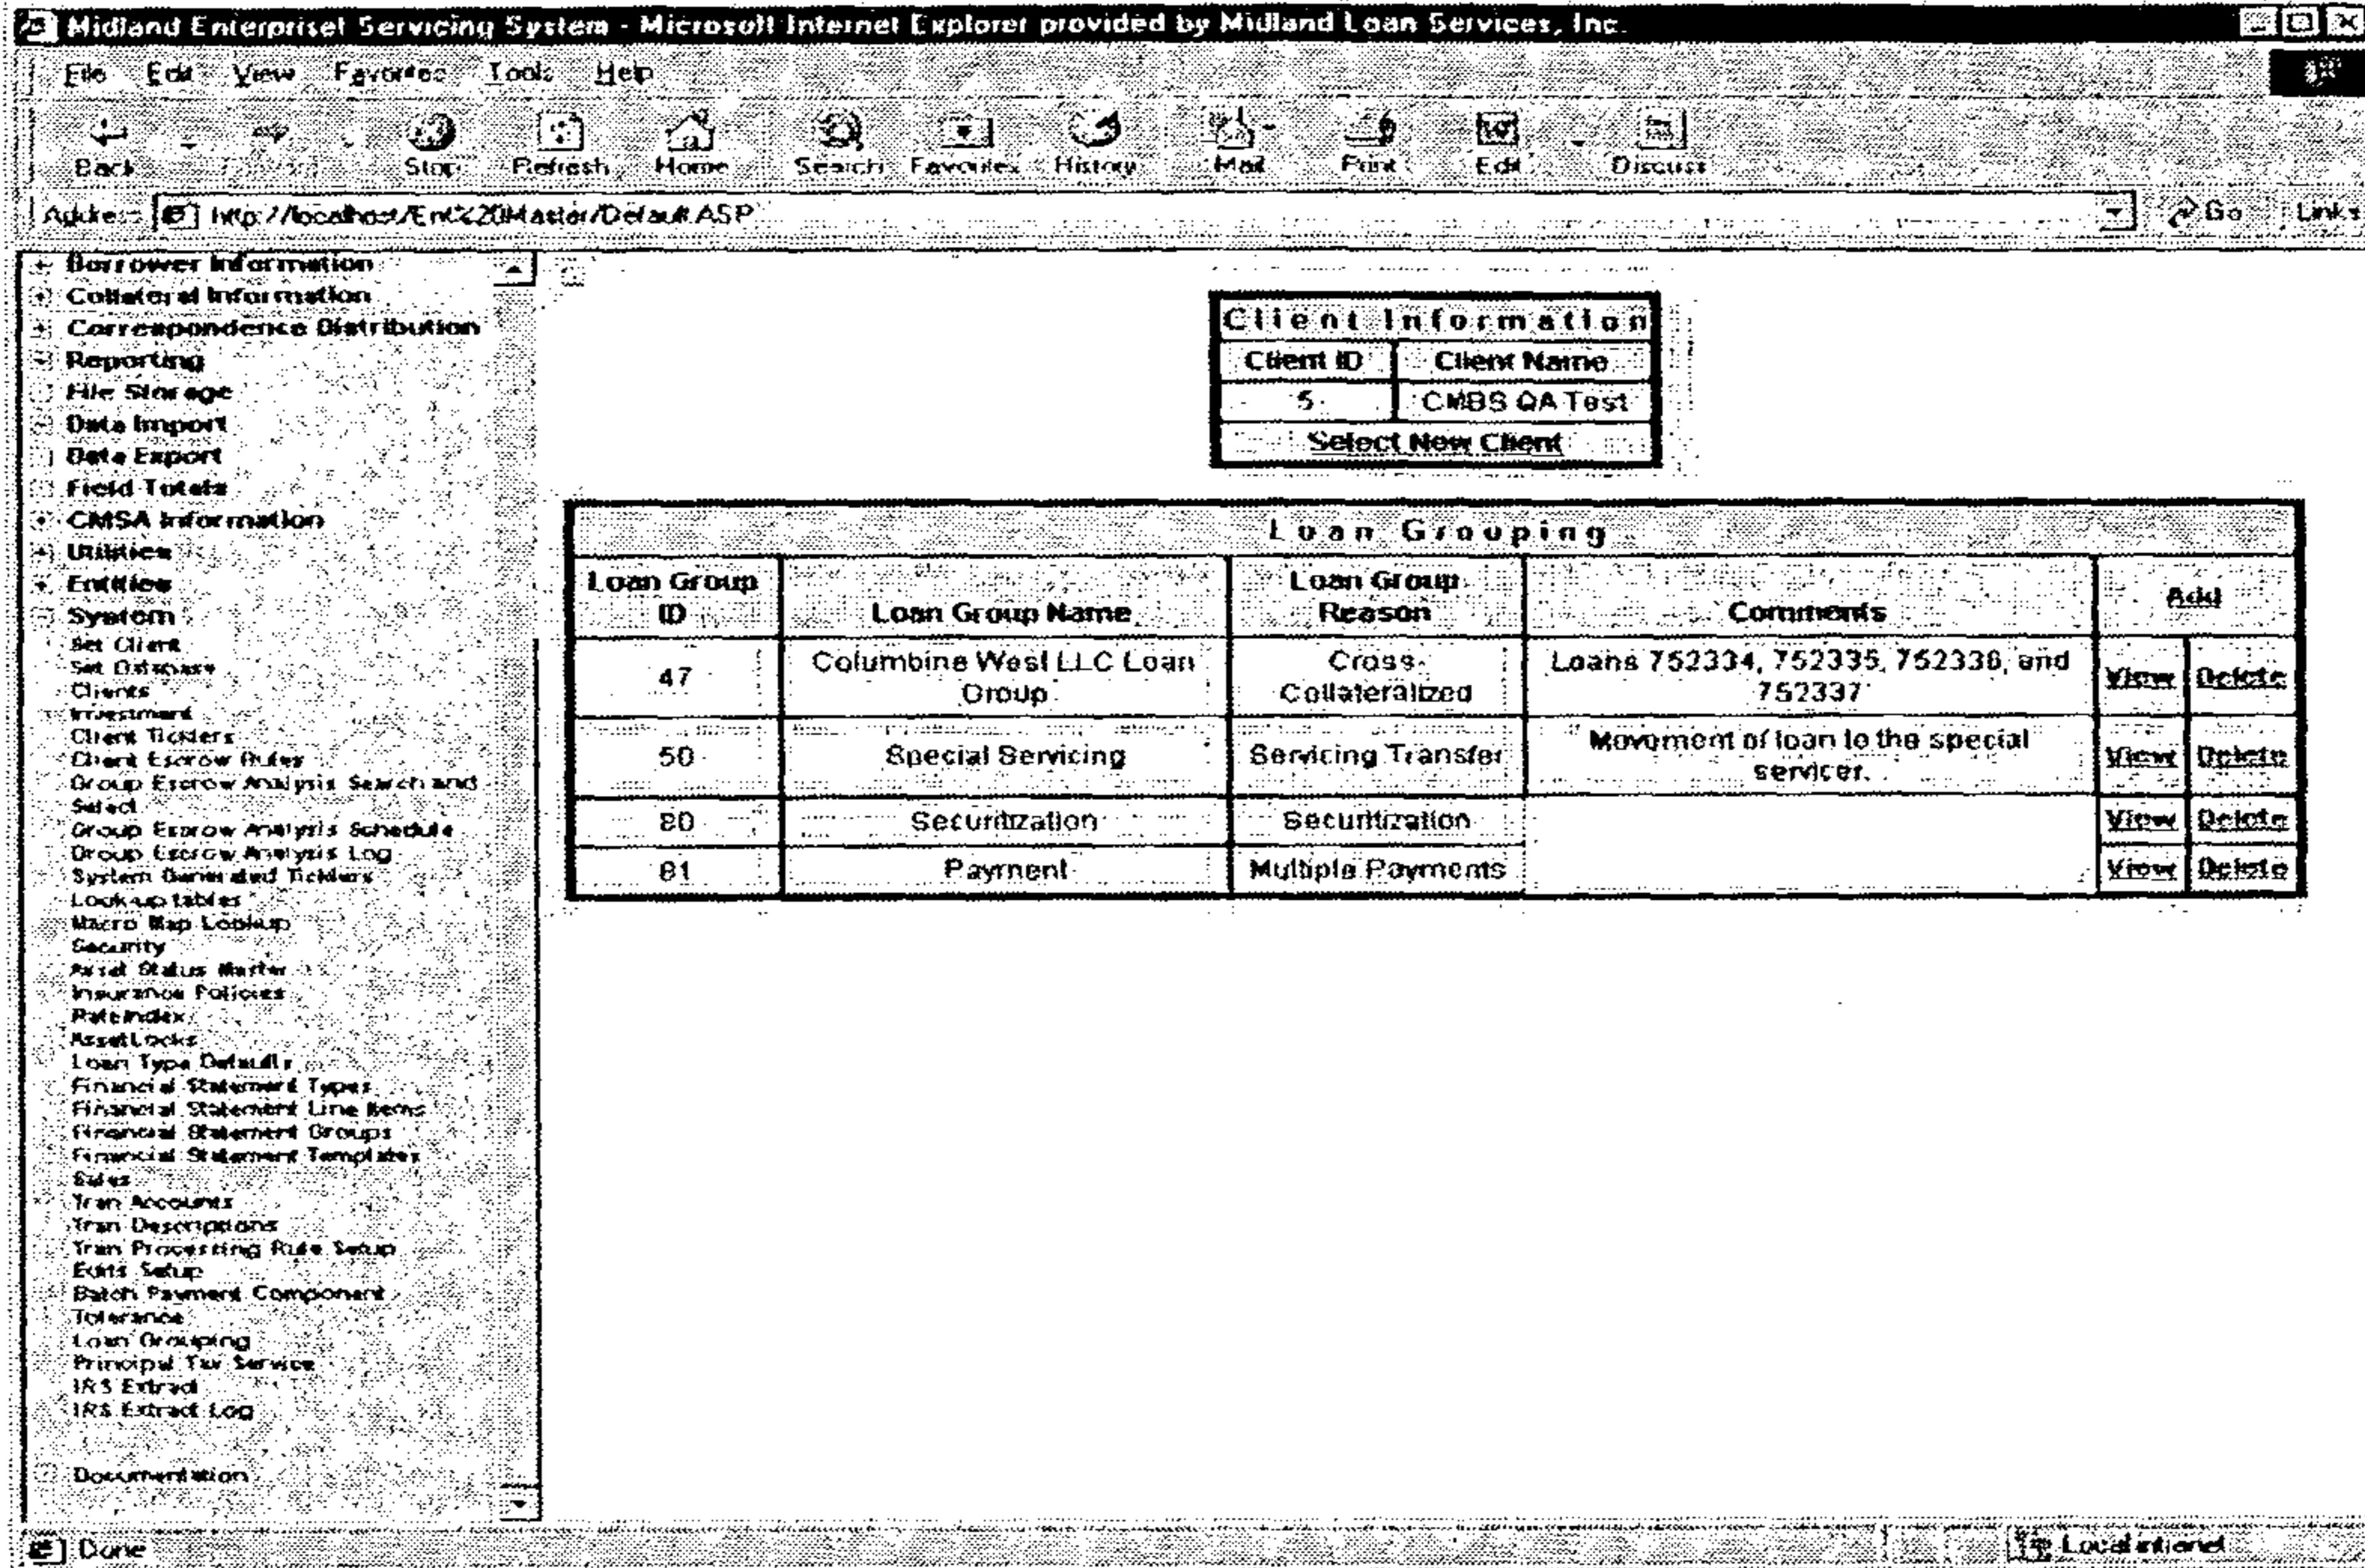 Midland Enterpriset Servicing System - Microsoft Internet Explorer provided by Midland Loan Services, Inc.
File Edit View Favorites Tools Help
Back Stop Refresh Home Search Favorites History Mail Print Edit Discuss
Address http://localhost/Ent%20Master/Default.ASP Go Links
Borrower Information
Collateral Information
Correspondence Distribution
Reporting
File Storage
Data Import
Data Export
Field Totals
CMSA Information
Utilities
Entities
System
Set Client
Set Database
Clients
Investment
Client Ticklers
Client Escrow Rules
Group Escrow Analysis Search and
Select
Group Escrow Analysis Schedule
Group Escrow Analysis Log
System Generated Ticklers
Look-up tables
Macro Map Lookup
Security
Asset Status Master
Insurance Policies
RateIndex
AssetLocks
Loan Type Defaults
Financial Statement Types
Financial Statement Line Items
Financial Statement Groups
Financial Statement Templates
Tran Accounts
Tran Descriptions
Tran Processing Rule Setup
Edits Setup
Batch Payment Component
Tolerance
Loan Grouping
Principal Tax Service
IRS Extract
IRS Extract Log
Documentation
Client Information
Client ID Client Name
5 CMBS QA Test
Select New Client
Loan Grouping
Loan Group ID Loan Group Name Loan Group Reason Comments Add
47 Columbine West LLC Loan Group Cross-Collateralized Loans 752334, 752335, 752336, and 752337 View Delete
50 Special Servicing Servicing Transfer Movement of loan to the special servicer. View Delete
80 Securitization Securitization View Delete
81 Payment Multiple Payments View Delete
Done Local intranet